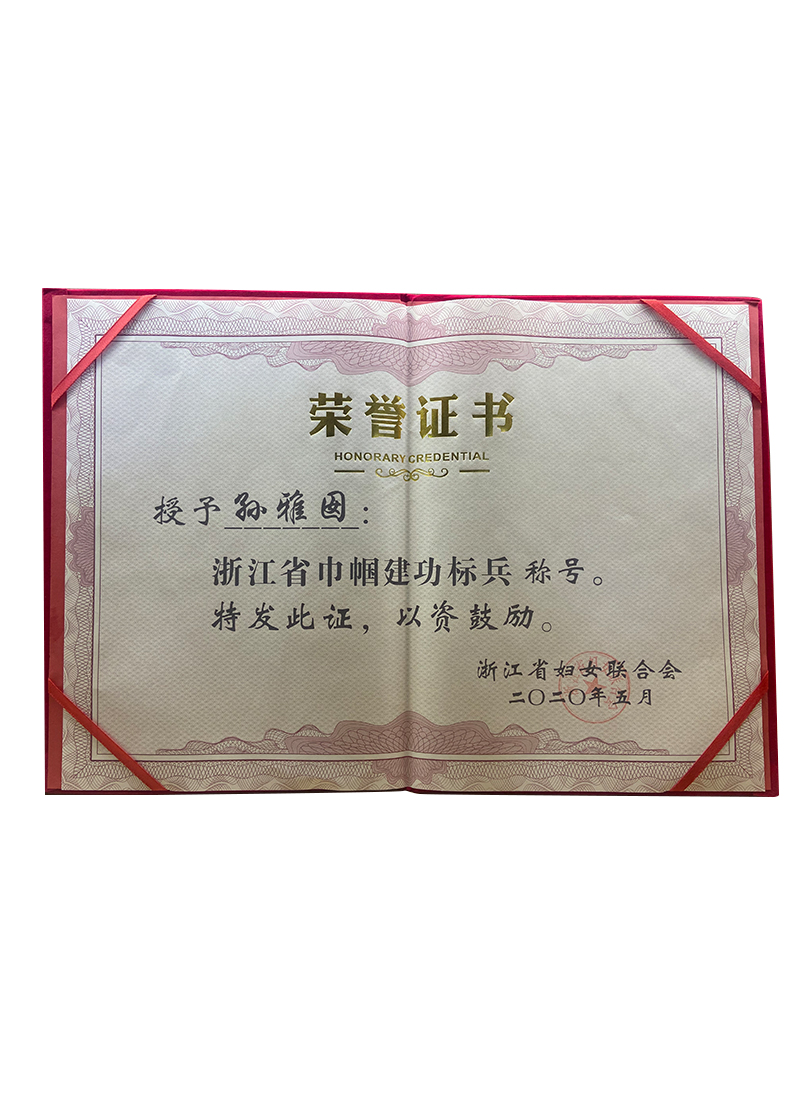 荣誉证书
HONORARY CREDENTIAL
授予孙雅囡：
浙江省巾帼建功标兵称号。
特发此证，以资鼓励。
浙江省妇女联合会
二〇二〇年五月